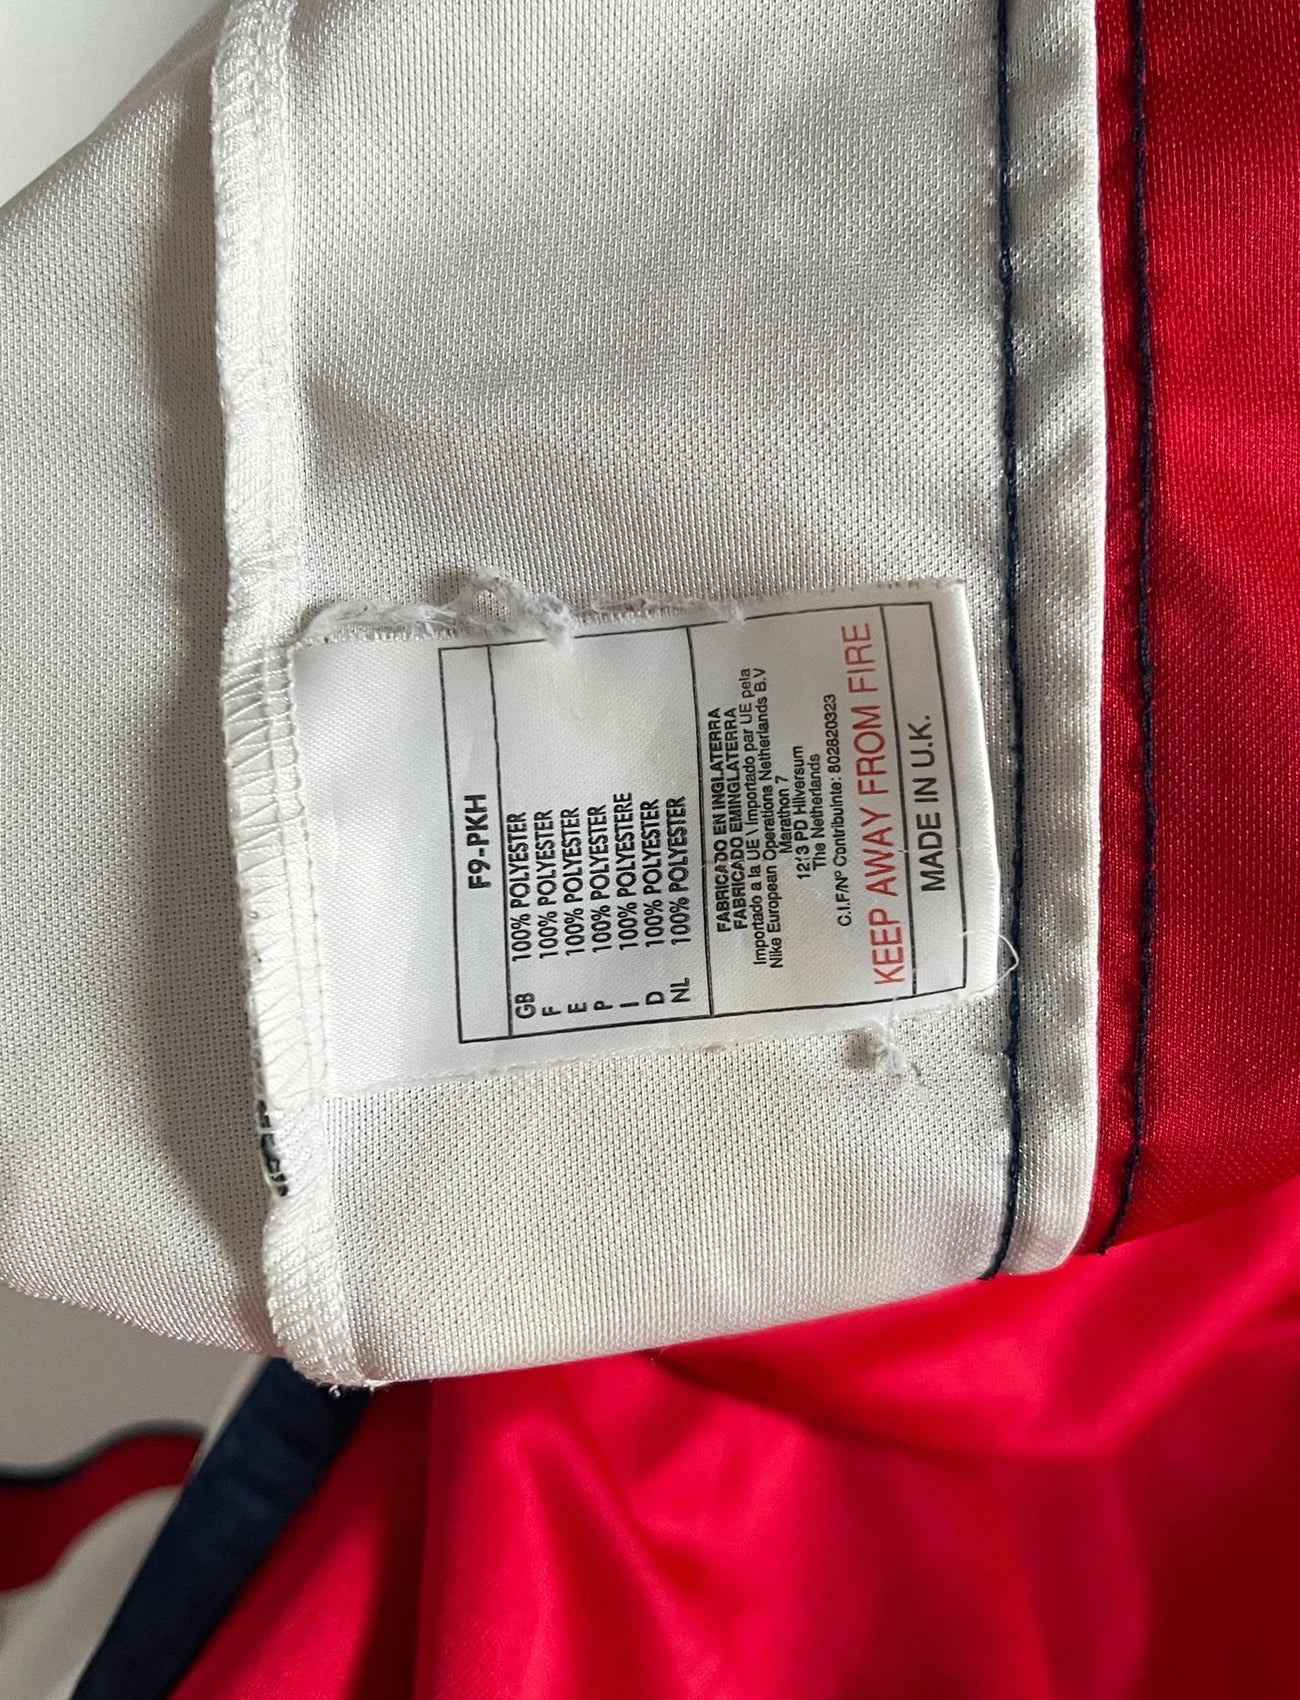 F9-PKH
GB 100% POLYESTER
F 100% POLYESTER
E 100% POLYESTER
P 100% POLYESTER
I 100% POLYESTERE
D 100% POLYESTER
NL 100% POLYESTER
FABRICADO EN INGLATERRA
FABRICADO EMINGLATERRA
Importado a la UE \ Importado par UE pela
Nike European Operations Netherlands B.V
Marathon 7
1213 PD Hilversum
The Netherlands
C.I.F/Nº Contribuinte: 802820323
KEEP AWAY FROM FIRE
MADE IN U.K.